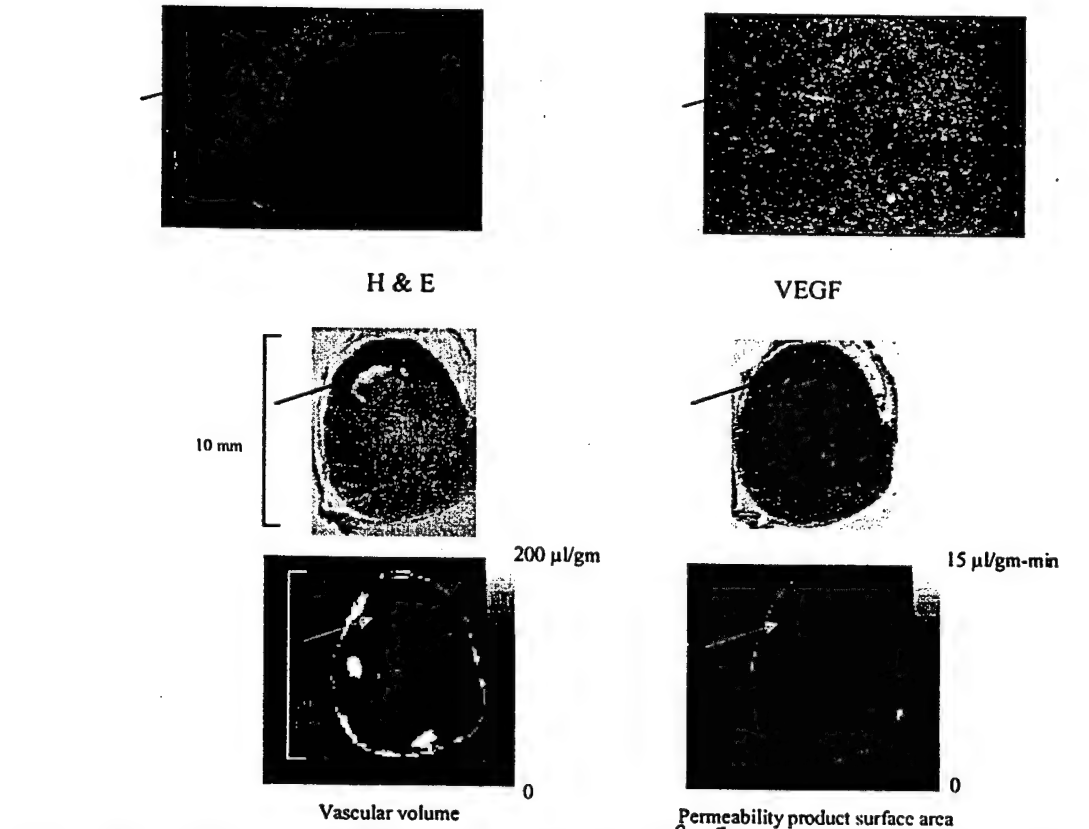 H & E
VEGF
10 mm
200 µl/gm
15 µl/gm-min
0
0
Vascular volume
Permeability product surface area